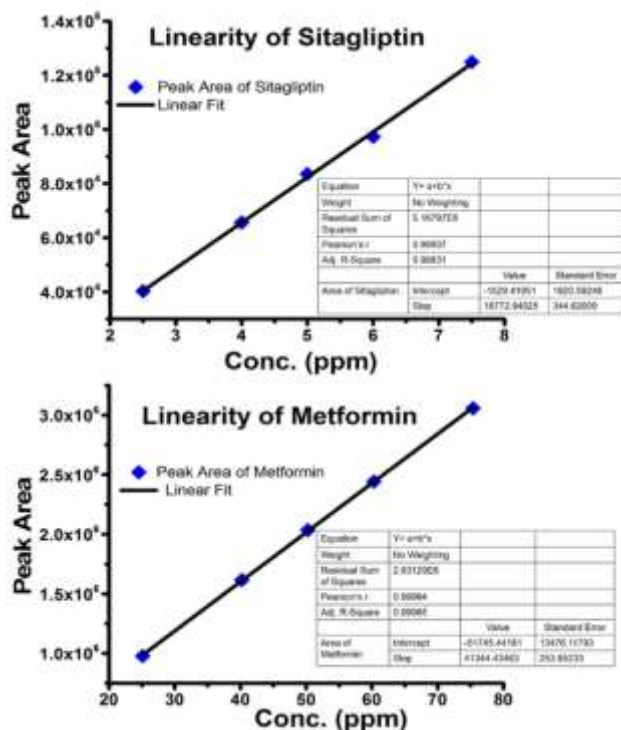 Linearity of Sitagliptin
Peak Area of Sitagliptin
Linear Fit
Peak Area
1.4x10⁶
1.2x10⁶
1.0x10⁶
8.0x10⁴
6.0x10⁴
4.0x10⁴
Equation Y= a+b*x
Weight No Weighting
Residual Sum of
Squares
Pearson's r
Adj. R-Square
Value Standard Error
Area of Sitagliptin Intercept
2 3 4 5 6 7 8
Conc. (ppm)
Linearity of Metformin
Peak Area of Metformin
Linear Fit
Peak Area
3.0x10⁶
2.5x10⁶
2.0x10⁶
1.5x10⁶
1.0x10⁶
Equation Y= a+b*x
Weight No Weighting
Residual Sum
of Squares
Pearson's r
Adj. R-Square
Value Standard Error
Area of
Metformin Intercept
20 30 40 50 60 70 80
Conc. (ppm)